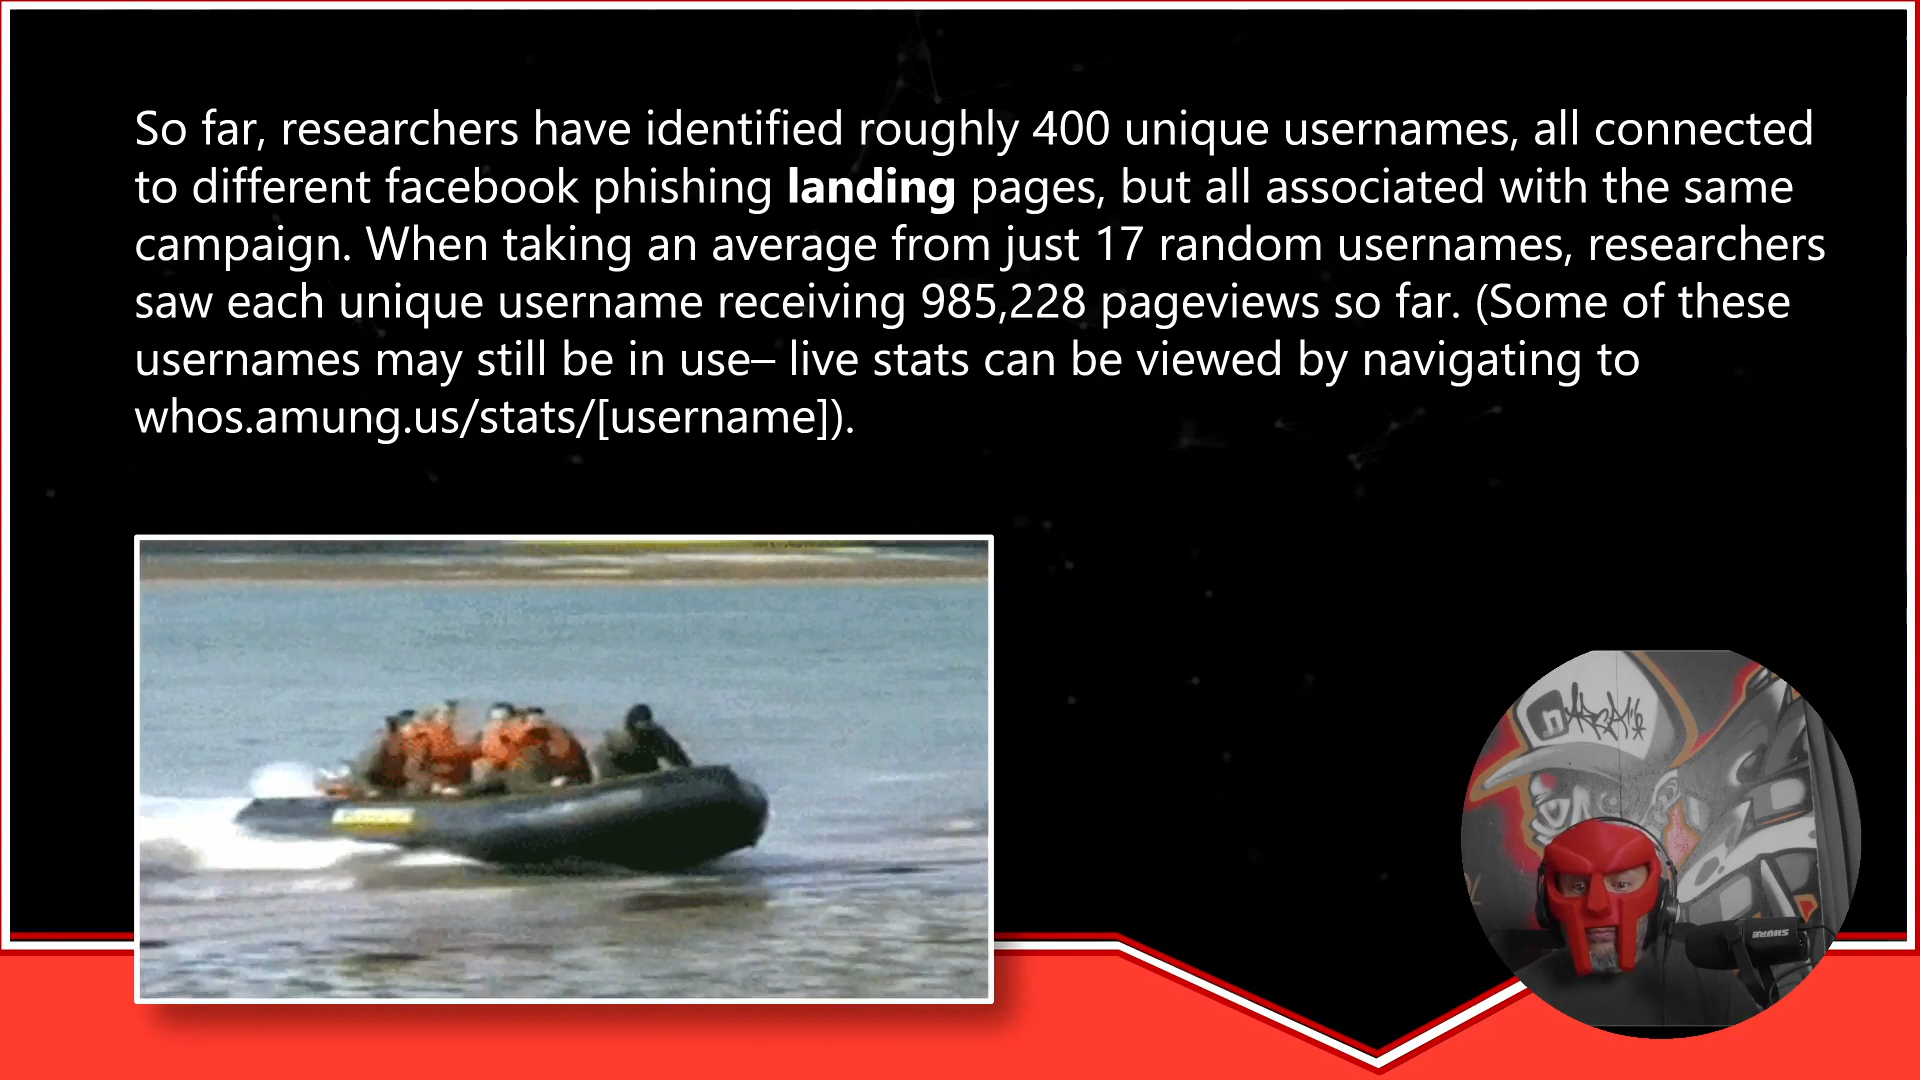 So far, researchers have identified roughly 400 unique usernames, all connected
to different facebook phishing landing pages, but all associated with the same
campaign. When taking an average from just 17 random usernames, researchers
saw each unique username receiving 985,228 pageviews so far. (Some of these
usernames may still be in use– live stats can be viewed by navigating to
whos.amung.us/stats/[username]).
SHURE